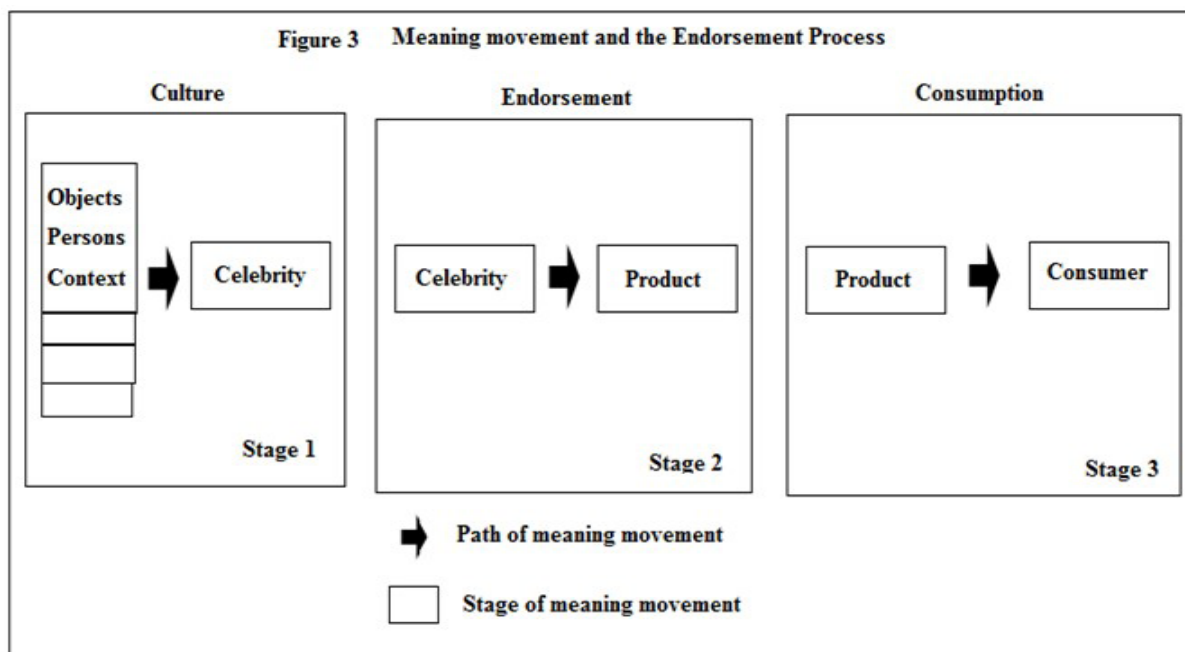 Figure 3 Meaning movement and the Endorsement Process
Culture
Endorsement
Consumption
Objects
Persons
Context
Celebrity
Stage 1
Celebrity
Product
Stage 2
Product
Consumer
Stage 3
Path of meaning movement
Stage of meaning movement